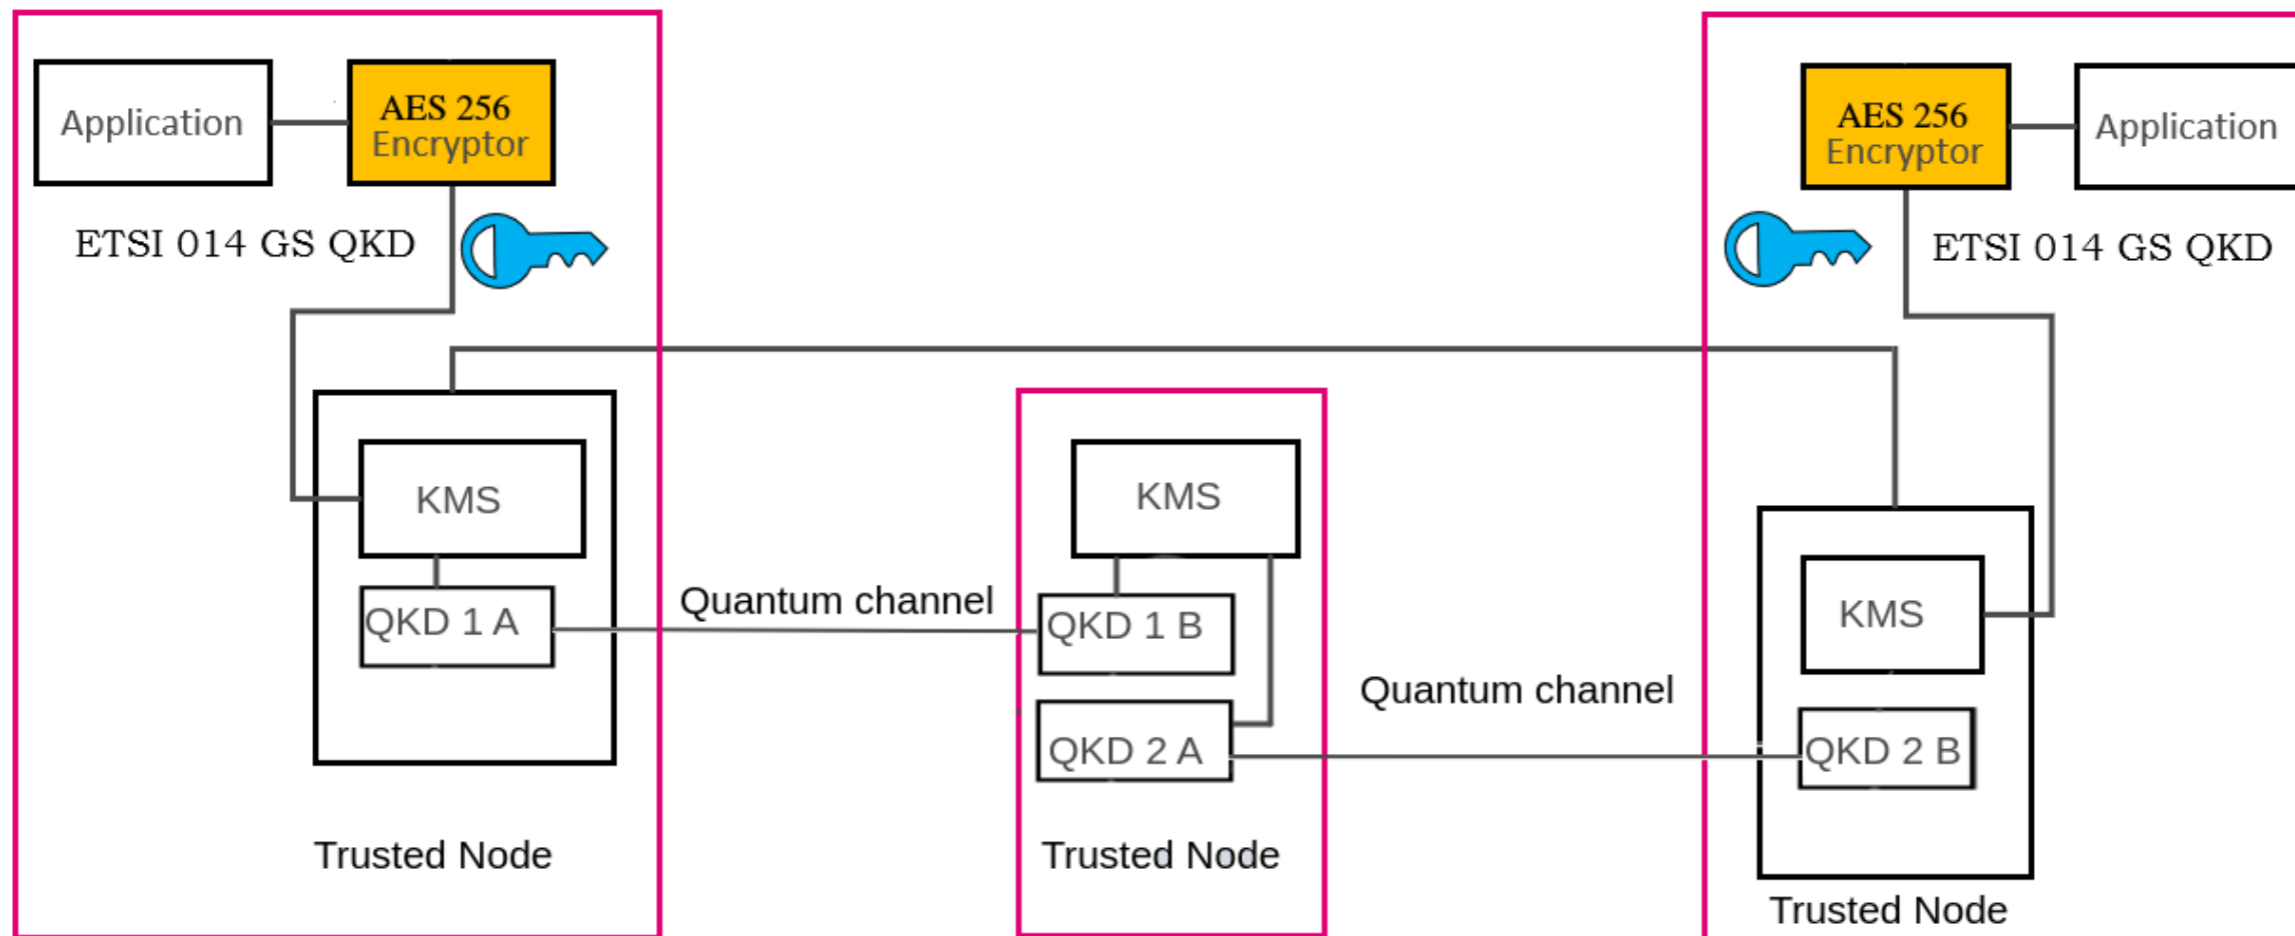 Application
AES 256
Encryptor
ETSI 014 GS QKD
KMS
QKD 1 A
Trusted Node
Quantum channel
KMS
QKD 1 B
QKD 2 A
Trusted Node
Quantum channel
AES 256
Encryptor
Application
ETSI 014 GS QKD
KMS
QKD 2 B
Trusted Node